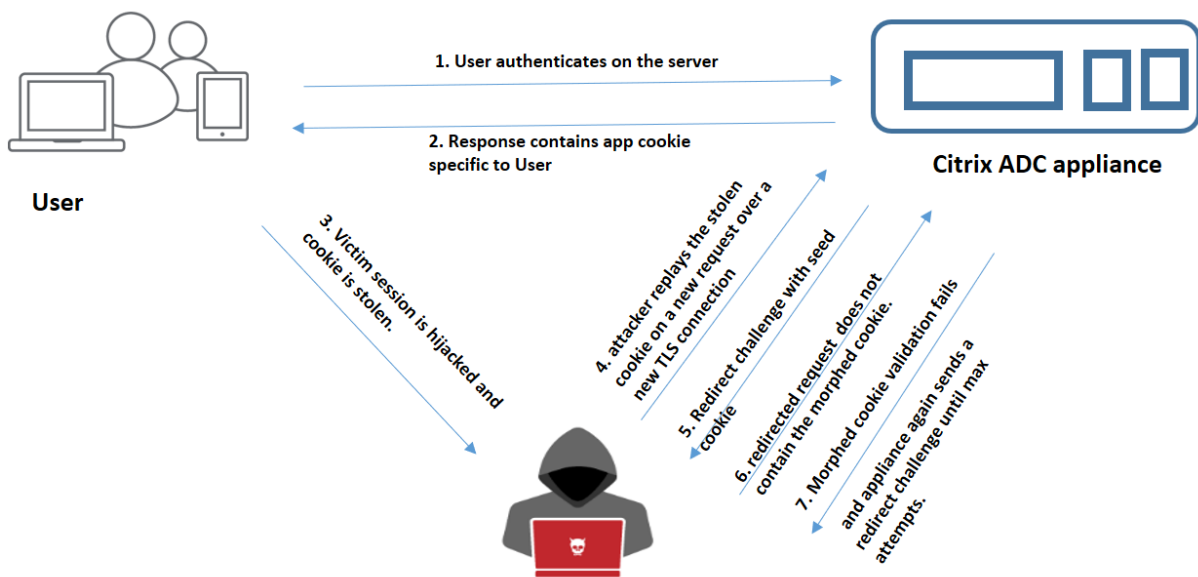 1. User authenticates on the server
2. Response contains app cookie
specific to User
User
Citrix ADC appliance
3. Victim session is hijacked and
cookie is stolen.
4. attacker replays the stolen
cookie on a new request over a
new TLS connection
5. Redirect challenge with seed
cookie
6. redirected request  does not
contain the morphed cookie.
7. Morphed cookie validation fails
and appliance again sends a
redirect challenge until max
attempts.